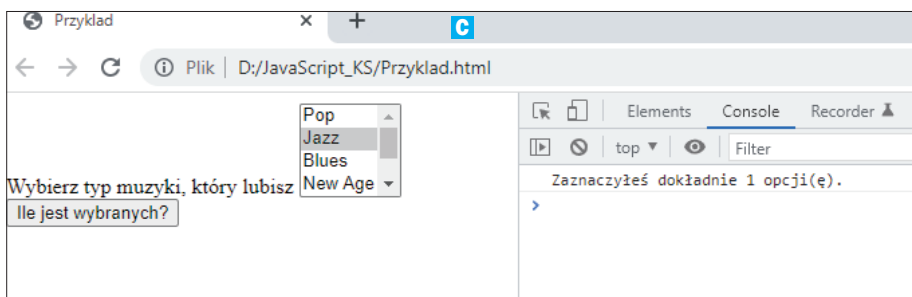 Przyklad × + C
Plik | D:/JavaScript_KS/Przyklad.html
Pop
Jazz
Blues
New Age
Wybierz typ muzyki, który lubisz
Ile jest wybranych?
Elements Console Recorder
top Filter
Zaznaczyłeś dokładnie 1 opcji(ę).
>